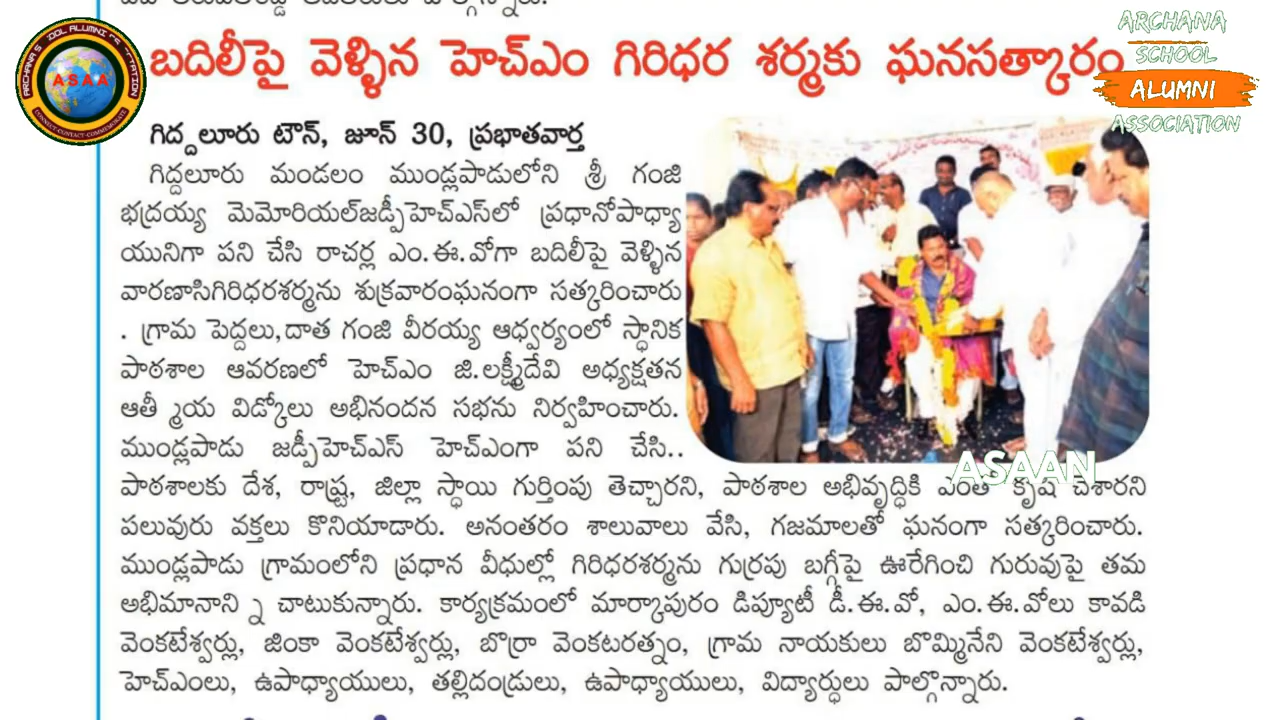 బదిలీపై వెళ్ళిన హెచ్ఎం గిరిధర శర్మకు ఘనసత్కారం
ARCHANA
SCHOOL
ALUMNI
ASSOCIATION
ASAA
CONNECT-CONTACT-COMMEMORATE
గిద్దలూరు టౌన్, జూన్ 30, ప్రభాతవార్త
గిద్దలూరు మండలం ముండ్లపాడులోని శ్రీ గంజి
భద్రయ్య మెమోరియల్‌జడ్పీహెచ్ఎస్‌లో ప్రధానోపాధ్యా
యునిగా పని చేసి రాచర్ల ఎం.ఈ.వోగా బదిలీపై వెళ్ళిన
వారణాసిగిరిధరశర్మను శుక్రవారంఘనంగా సత్కరించారు
. గ్రామ పెద్దలు,దాత గంజి వీరయ్య ఆధ్వర్యంలో స్థానిక
పాఠశాల ఆవరణలో హెచ్ఎం జి.లక్ష్మీదేవి అధ్యక్షతన
ఆతీ ్మయ విడ్కోలు అభినందన సభను నిర్వహించారు.
ముండ్లపాడు జడ్పీహెచ్ఎస్ హెచ్ఎంగా పని చేసి..
పాఠశాలకు దేశ, రాష్ట్ర, జిల్లా స్థాయి గుర్తింపు తెచ్చారని, పాఠశాల అభివృద్ధికి ఎంతో కృషి చేశారని
పలువురు వక్తలు కొనియాడారు. అనంతరం శాలువాలు వేసి, గజమాలతో ఘనంగా సత్కరించారు.
ముండ్లపాడు గ్రామంలోని ప్రధాన వీధుల్లో గిరిధరశర్మను గుర్రపు బగ్గీపై ఊరేగించి గురువుపై తమ
అభిమానాని ్న చాటుకున్నారు. కార్యక్రమంలో మార్కాపురం డిప్యూటీ డీ.ఈ.వో, ఎం.ఈ.వోలు కావడి
వెంకటేశ్వర్లు, జింకా వెంకటేశ్వర్లు, బొర్రా వెంకటరత్నం, గ్రామ నాయకులు బొమ్మినేని వెంకటేశ్వర్లు,
హెచ్ఎంలు, ఉపాధ్యాయులు, తల్లిదండ్రులు, ఉపాధ్యాయులు, విద్యార్థులు పాల్గొన్నారు.
ASAAN